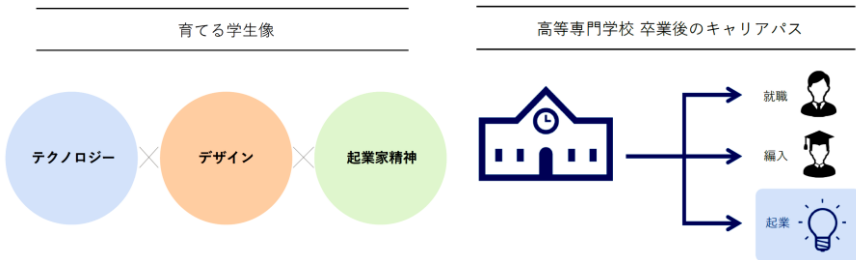 育てる学生像
テクノロジー
デザイン
起業家精神
高等専門学校 卒業後のキャリアパス
就職
編入
起業